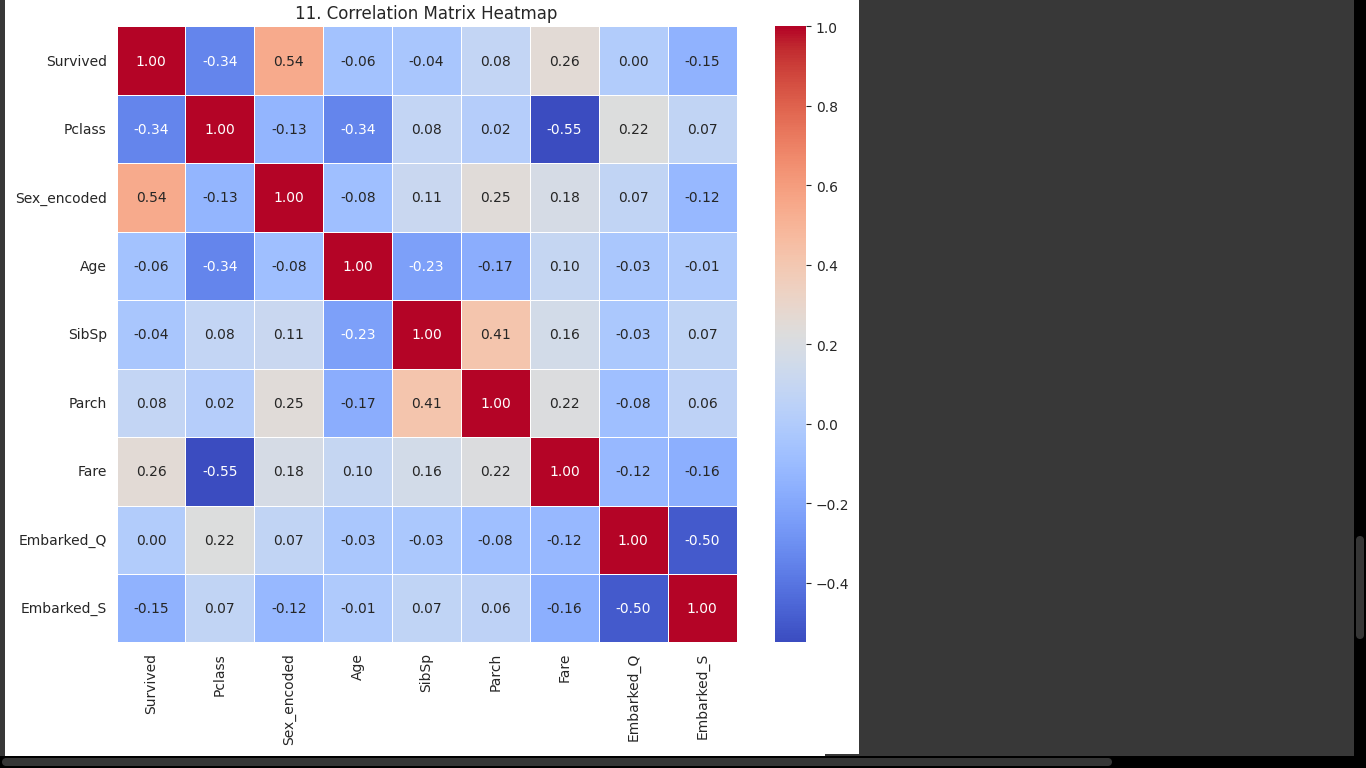 11. Correlation Matrix Heatmap
1.0
Survived 1.00 -0.34 0.54 -0.06 -0.04 0.08 0.26 0.00 -0.15
0.8
Pclass -0.34 1.00 -0.13 -0.34 0.08 0.02 -0.55 0.22 0.07
0.6
Sex_encoded 0.54 -0.13 1.00 -0.08 0.11 0.25 0.18 0.07 -0.12
Age -0.06 -0.34 -0.08 1.00 -0.23 -0.17 0.10 -0.03 -0.01
0.4
SibSp -0.04 0.08 0.11 -0.23 1.00 0.41 0.16 -0.03 0.07
0.2
Parch 0.08 0.02 0.25 -0.17 0.41 1.00 0.22 -0.08 0.06
0.0
Fare 0.26 -0.55 0.18 0.10 0.16 0.22 1.00 -0.12 -0.16
−0.2
Embarked_Q 0.00 0.22 0.07 -0.03 -0.03 -0.08 -0.12 1.00 -0.50
−0.4
Embarked_S -0.15 0.07 -0.12 -0.01 0.07 0.06 -0.16 -0.50 1.00
Survived Pclass Sex_encoded Age SibSp Parch Fare Embarked_Q Embarked_S